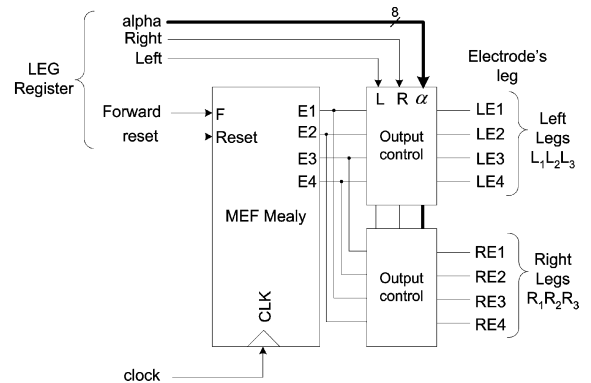 alpha
8
Right
Left
LEG
Register
Forward
reset
F
Reset
E1
E2
E3
E4
MEF Mealy
CLK
clock
L R α
Output
control
Output
control
Electrode's
leg
LE1
LE2
LE3
LE4
Left
Legs
L₁L₂L₃
RE1
RE2
RE3
RE4
Right
Legs
R₁R₂R₃